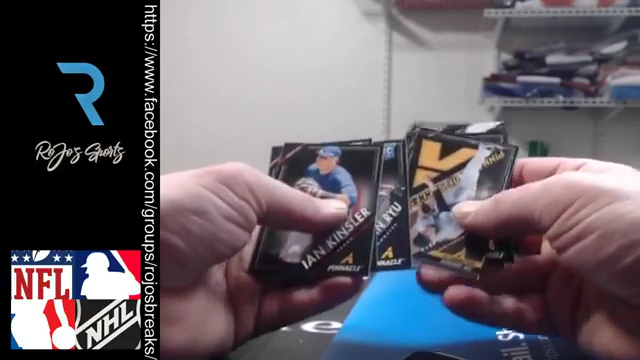 RoJo's Sports
https://www.facebook.com/groups/rojosbreaks/
NFL
NHL
IAN KINSLER
PINNACLE
RYU
PINNACLE